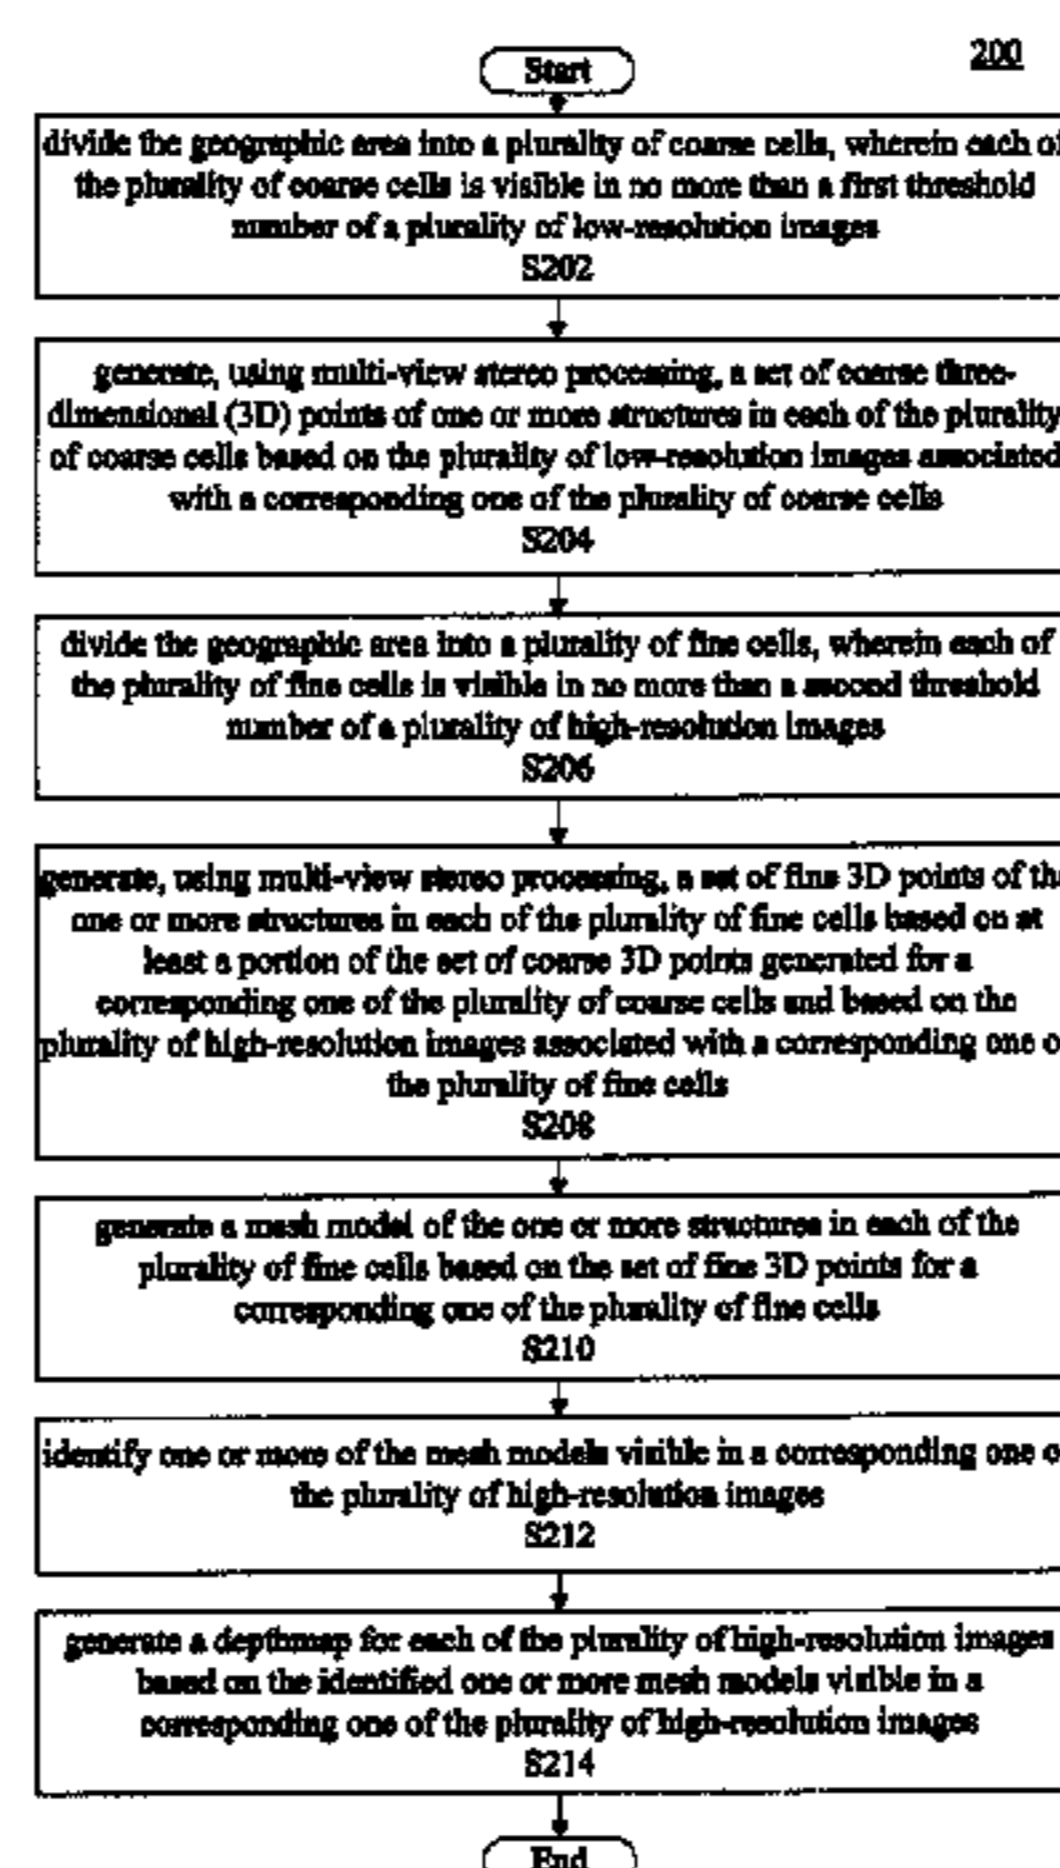 200
Start
divide the geographic area into a plurality of coarse cells, wherein each of
the plurality of coarse cells is visible in no more than a first threshold
number of a plurality of low-resolution images
S202
generate, using multi-view stereo processing, a set of coarse three-
dimensional (3D) points of one or more structures in each of the plurality
of coarse cells based on the plurality of low-resolution images associated
with a corresponding one of the plurality of coarse cells
S204
divide the geographic area into a plurality of fine cells, wherein each of
the plurality of fine cells is visible in no more than a second threshold
number of a plurality of high-resolution images
S206
generate, using multi-view stereo processing, a set of fine 3D points of the
one or more structures in each of the plurality of fine cells based on at
least a portion of the set of coarse 3D points generated for a
corresponding one of the plurality of coarse cells and based on the
plurality of high-resolution images associated with a corresponding one of
the plurality of fine cells
S208
generate a mesh model of the one or more structures in each of the
plurality of fine cells based on the set of fine 3D points for a
corresponding one of the plurality of fine cells
S210
identify one or more of the mesh models visible in a corresponding one of
the plurality of high-resolution images
S212
generate a depthmap for each of the plurality of high-resolution images
based on the identified one or more mesh models visible in a
corresponding one of the plurality of high-resolution images
S214
End